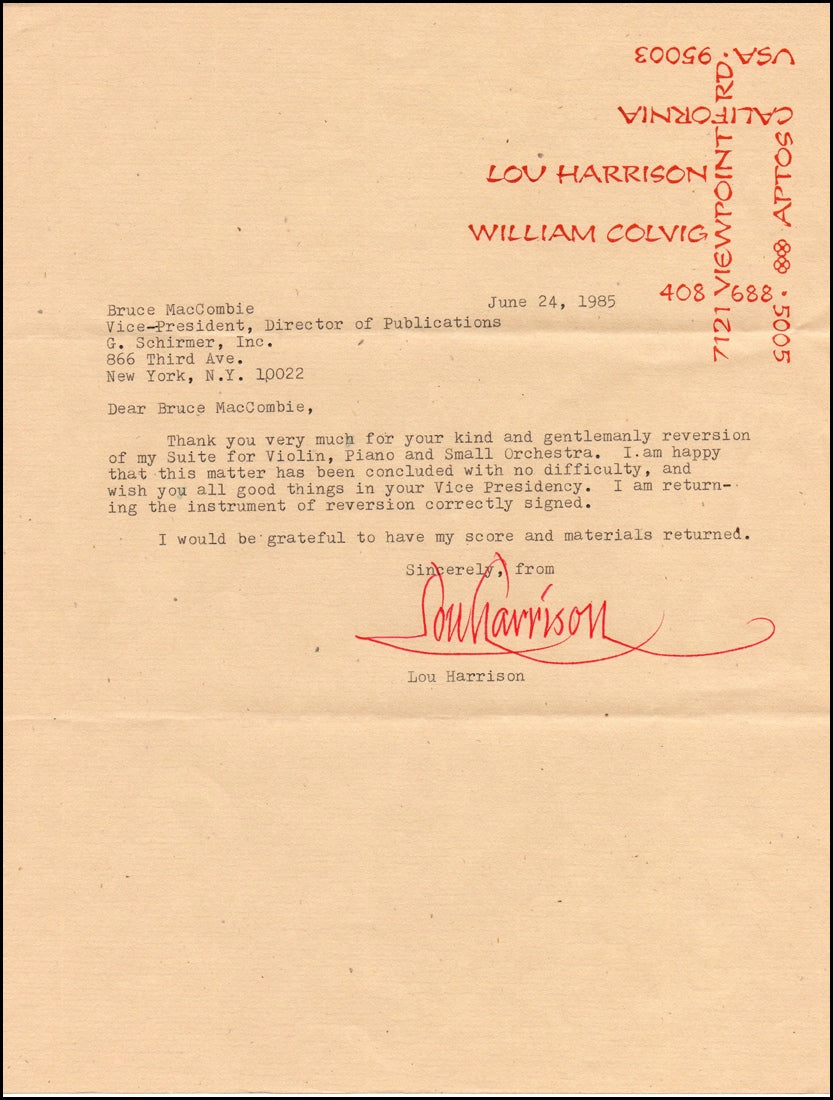 USA. 95003
CALIFORNIA
LOU HARRISON
WILLIAM COLVIG
7121 VIEWPOINT RD.
408 688.
5005. APTOS
June 24, 1985
Bruce MacCombie
Vice-President, Director of Publications
G. Schirmer, Inc.
866 Third Ave.
New York, N.Y. 10022
Dear Bruce MacCombie,
Thank you very much for your kind and gentlemanly reversion
of my Suite for Violin, Piano and Small Orchestra. I am happy
that this matter has been concluded with no difficulty, and
wish you all good things in your Vice Presidency. I am return-
ing the instrument of reversion correctly signed.
I would be grateful to have my score and materials returned.
Sincerely, from
Lou Harrison
Lou Harrison